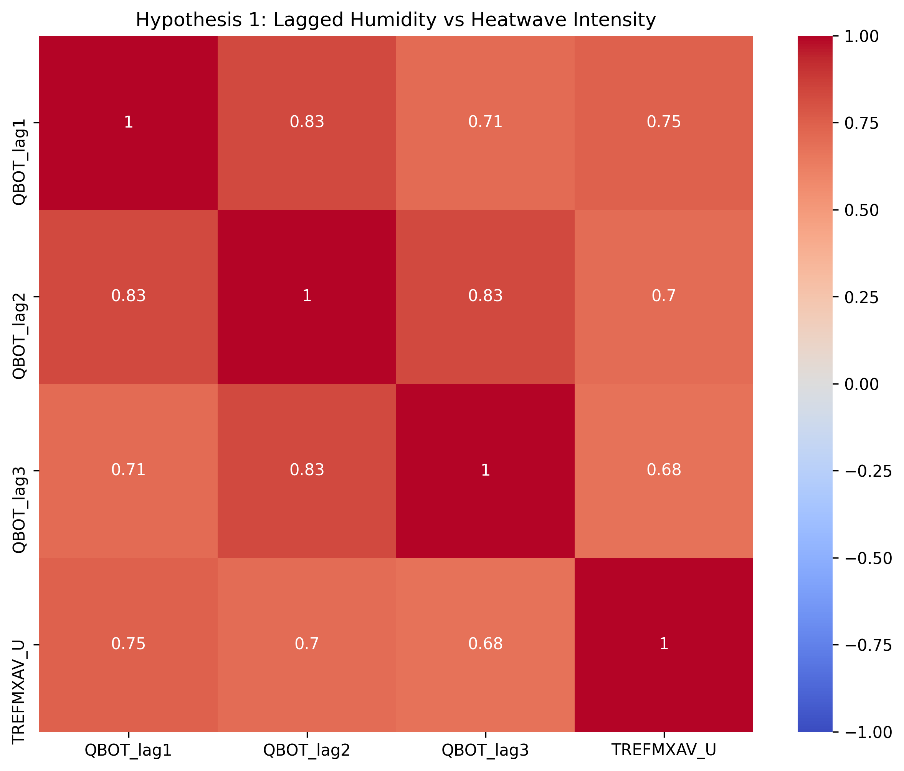 Hypothesis 1: Lagged Humidity vs Heatwave Intensity
QBOT_lag1
1 0.83 0.71 0.75
QBOT_lag2
0.83 1 0.83 0.7
QBOT_lag3
0.71 0.83 1 0.68
TREFMXAV_U
0.75 0.7 0.68 1
QBOT_lag1 QBOT_lag2 QBOT_lag3 TREFMXAV_U
1.00
0.75
0.50
0.25
0.00
−0.25
−0.50
−0.75
−1.00